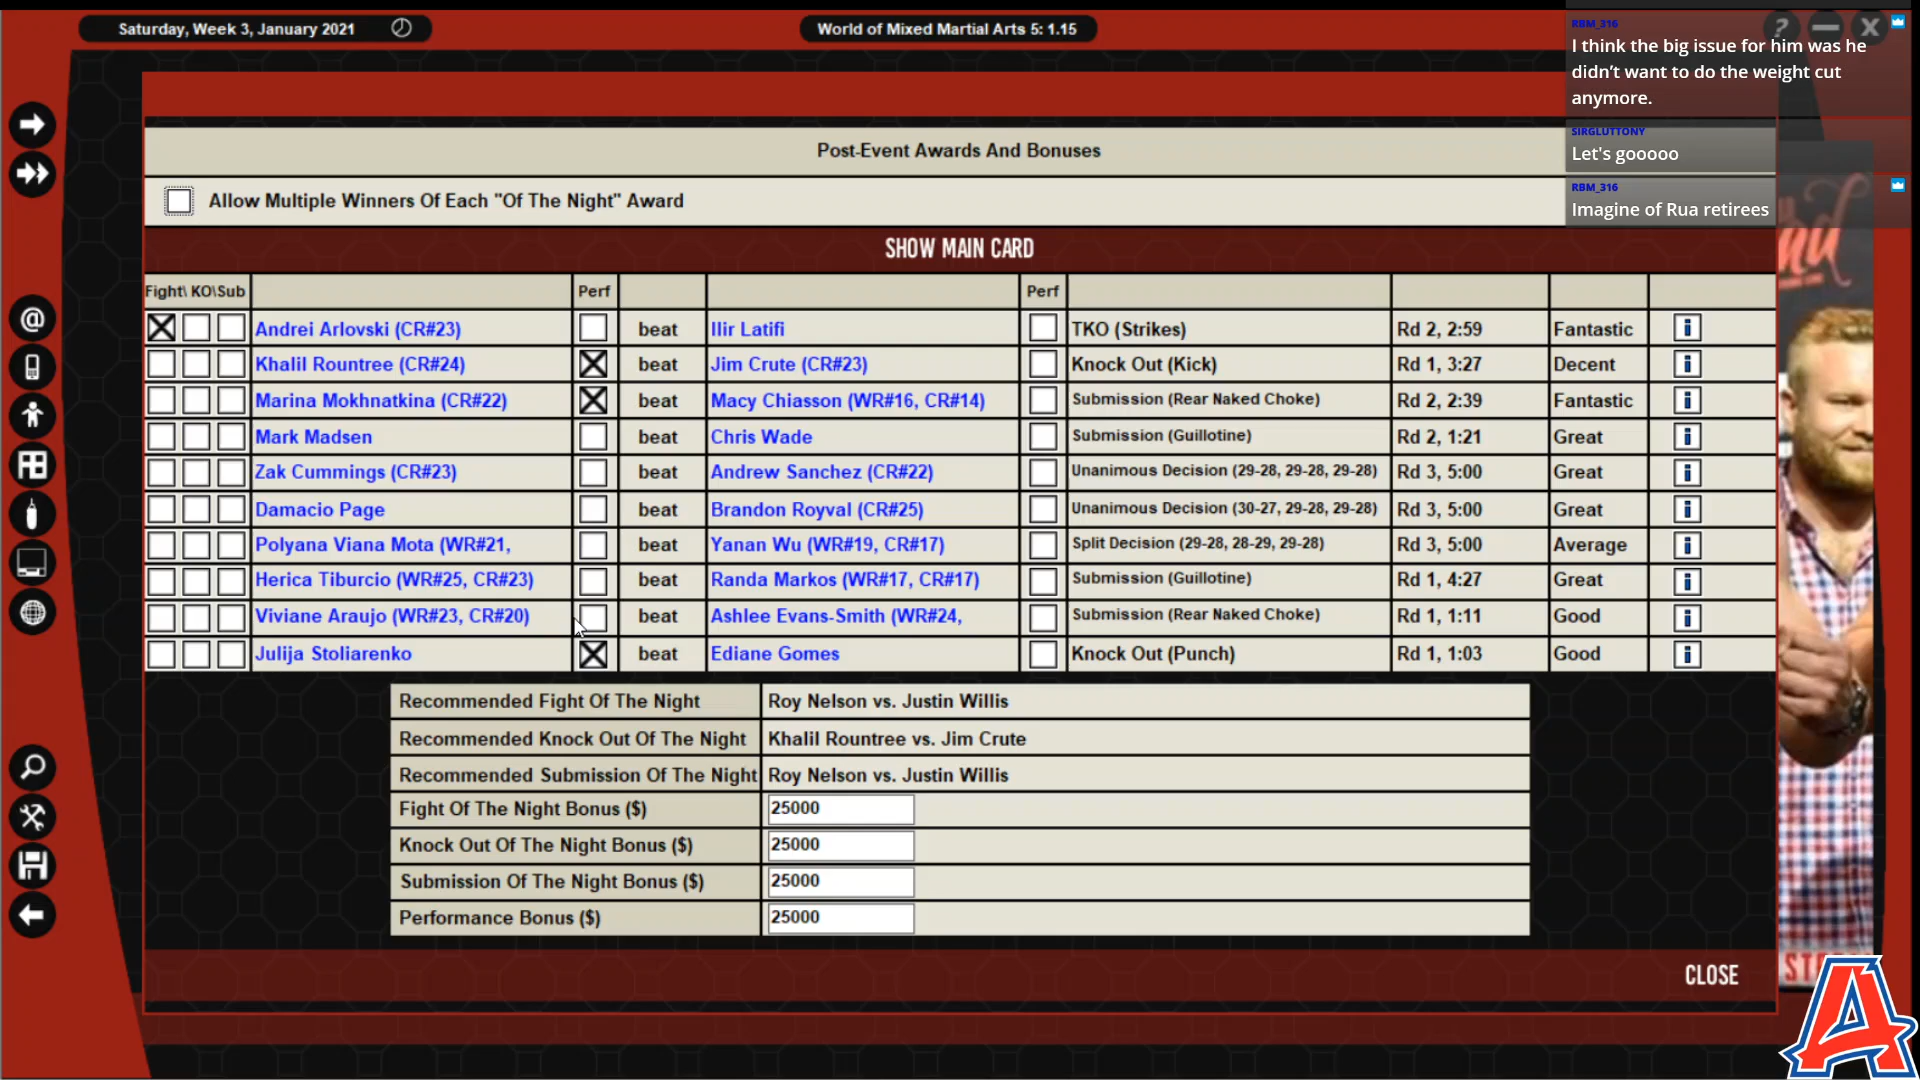 Saturday, Week 3, January 2021
World of Mixed Martial Arts 5: 1.15
RBM_316
I think the big issue for him was he
didn't want to do the weight cut
anymore.
SIRGLUTTONY
Let's gooooo
RBM_316
Imagine of Rua retirees
Post-Event Awards And Bonuses
Allow Multiple Winners Of Each "Of The Night" Award
SHOW MAIN CARD
Fight\ KO\Sub Perf Perf
Andrei Arlovski (CR#23) beat Ilir Latifi TKO (Strikes) Rd 2, 2:59 Fantastic i
Khalil Rountree (CR#24) beat Jim Crute (CR#23) Knock Out (Kick) Rd 1, 3:27 Decent i
Marina Mokhnatkina (CR#22) beat Macy Chiasson (WR#16, CR#14) Submission (Rear Naked Choke) Rd 2, 2:39 Fantastic i
Mark Madsen beat Chris Wade Submission (Guillotine) Rd 2, 1:21 Great i
Zak Cummings (CR#23) beat Andrew Sanchez (CR#22) Unanimous Decision (29-28, 29-28, 29-28) Rd 3, 5:00 Great i
Damacio Page beat Brandon Royval (CR#25) Unanimous Decision (30-27, 29-28, 29-28) Rd 3, 5:00 Great i
Polyana Viana Mota (WR#21, beat Yanan Wu (WR#19, CR#17) Split Decision (29-28, 28-29, 29-28) Rd 3, 5:00 Average i
Herica Tiburcio (WR#25, CR#23) beat Randa Markos (WR#17, CR#17) Submission (Guillotine) Rd 1, 4:27 Great i
Viviane Araujo (WR#23, CR#20) beat Ashlee Evans-Smith (WR#24, Submission (Rear Naked Choke) Rd 1, 1:11 Good i
Julija Stoliarenko beat Ediane Gomes Knock Out (Punch) Rd 1, 1:03 Good i
Recommended Fight Of The Night Roy Nelson vs. Justin Willis
Recommended Knock Out Of The Night Khalil Rountree vs. Jim Crute
Recommended Submission Of The Night Roy Nelson vs. Justin Willis
Fight Of The Night Bonus ($) 25000
Knock Out Of The Night Bonus ($) 25000
Submission Of The Night Bonus ($) 25000
Performance Bonus ($) 25000
CLOSE
A